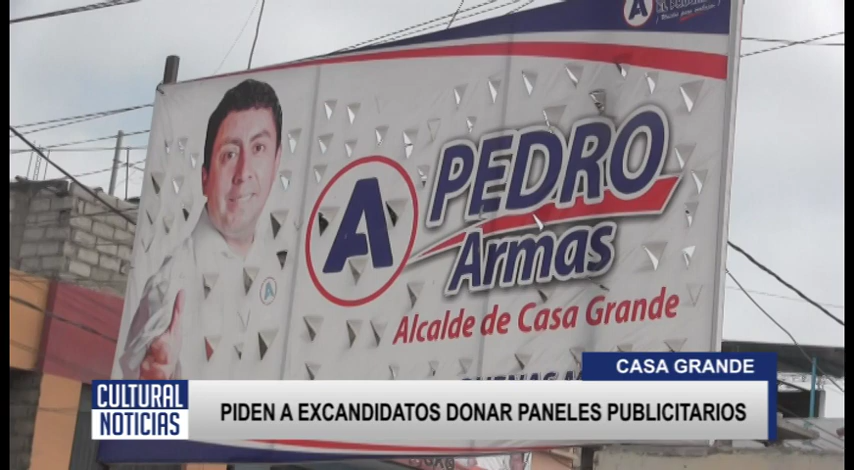 A
A
PEDRO
Armas
Alcalde de Casa Grande
CASA GRANDE
CULTURAL
NOTICIAS
PIDEN A EXCANDIDATOS DONAR PANELES PUBLICITARIOS